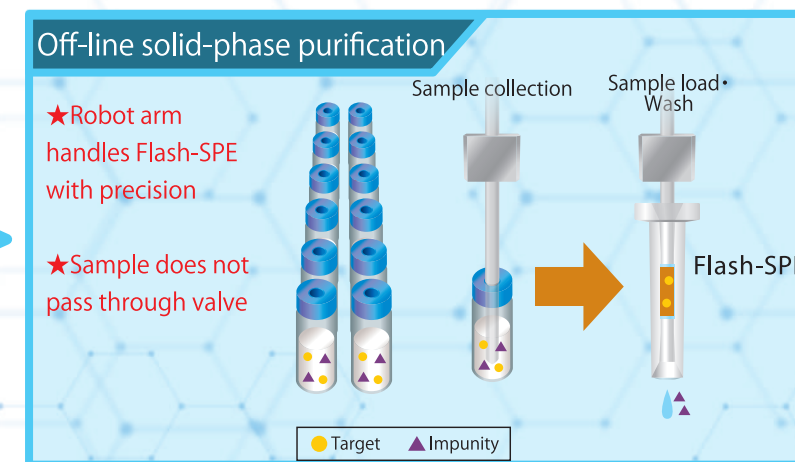 Off-line solid-phase purification
★Robot arm
handles Flash-SPE
with precision
★Sample does not
pass through valve
Sample collection
Sample load・
Wash
Flash-SPE
Target
Impunity